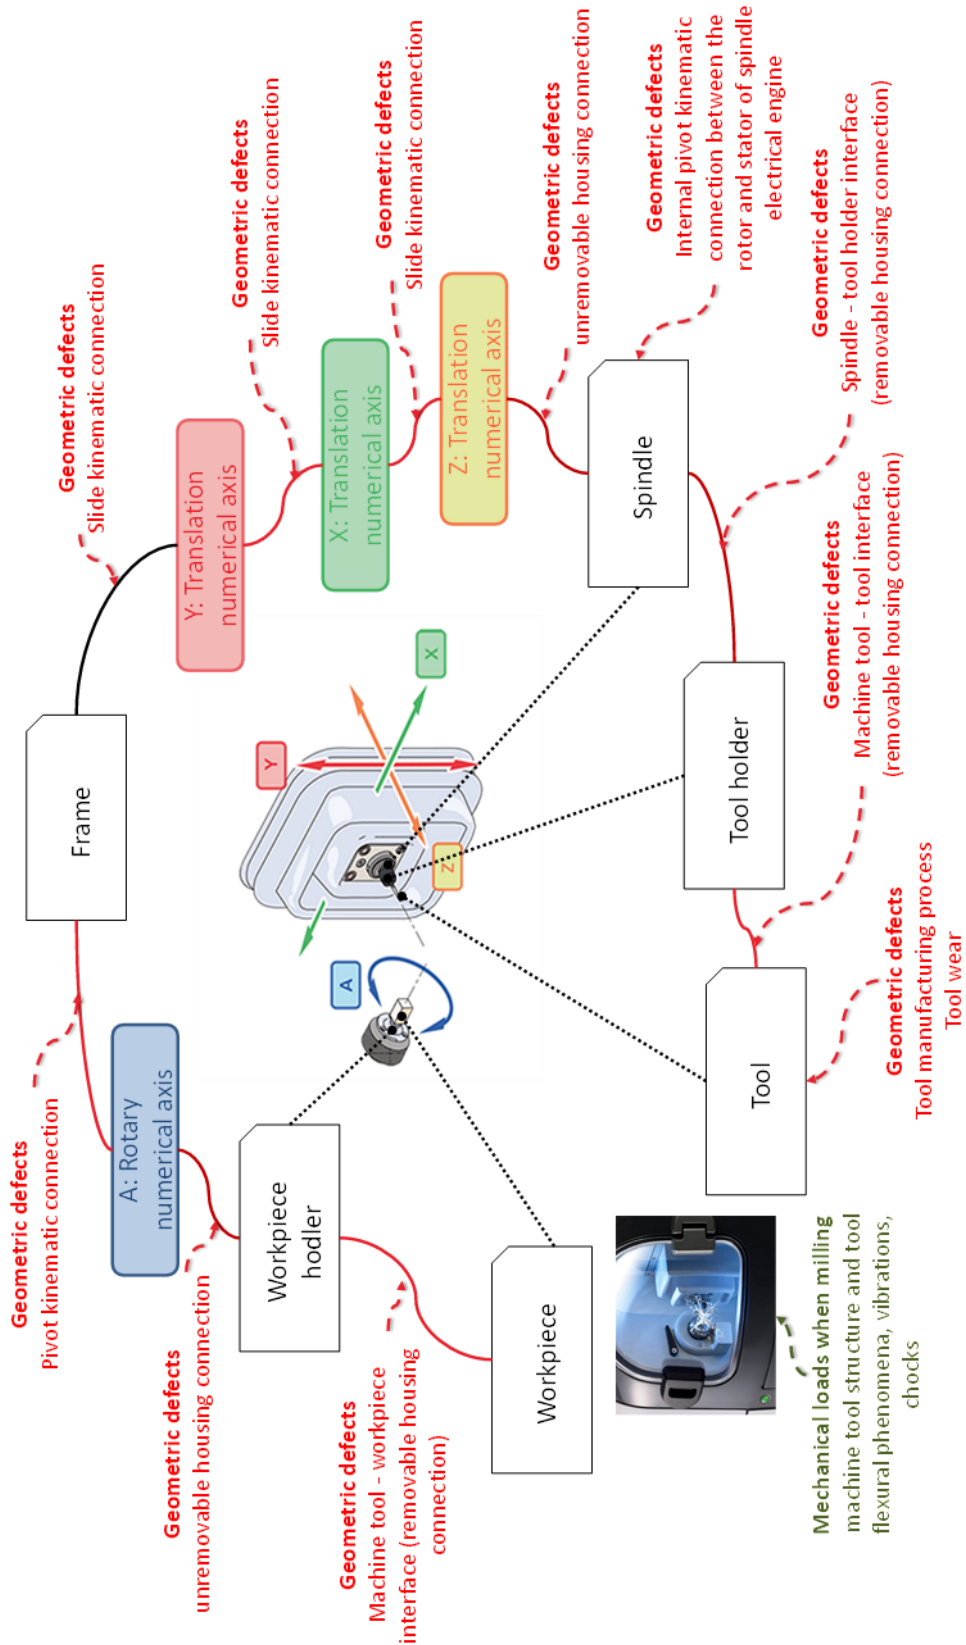 Geometric defects
Pivot kinematic connection
Frame
Geometric defects
Slide kinematic connection
A: Rotary
numerical axis
Y: Translation
numerical axis
Geometric defects
Slide kinematic connection
Geometric defects
unremovable housing connection
Workpiece
hodler
X: Translation
numerical axis
Geometric defects
Slide kinematic connection
Y
X
A
Z
Z: Translation
numerical axis
Geometric defects
Machine tool - workpiece
interface (removable housing
connection)
Geometric defects
unremovable housing connection
Workpiece
Spindle
Geometric defects
Internal pivot kinematic
connection between the
rotor and stator of spindle
electrical engine
Tool
Tool holder
Geometric defects
Spindle - tool holder interface
(removable housing connection)
Geometric defects
Machine tool - tool interface
(removable housing connection)
Mechanical loads when milling
machine tool structure and tool
flexural phenomena, vibrations,
chocks
Geometric defects
Tool manufacturing process
Tool wear